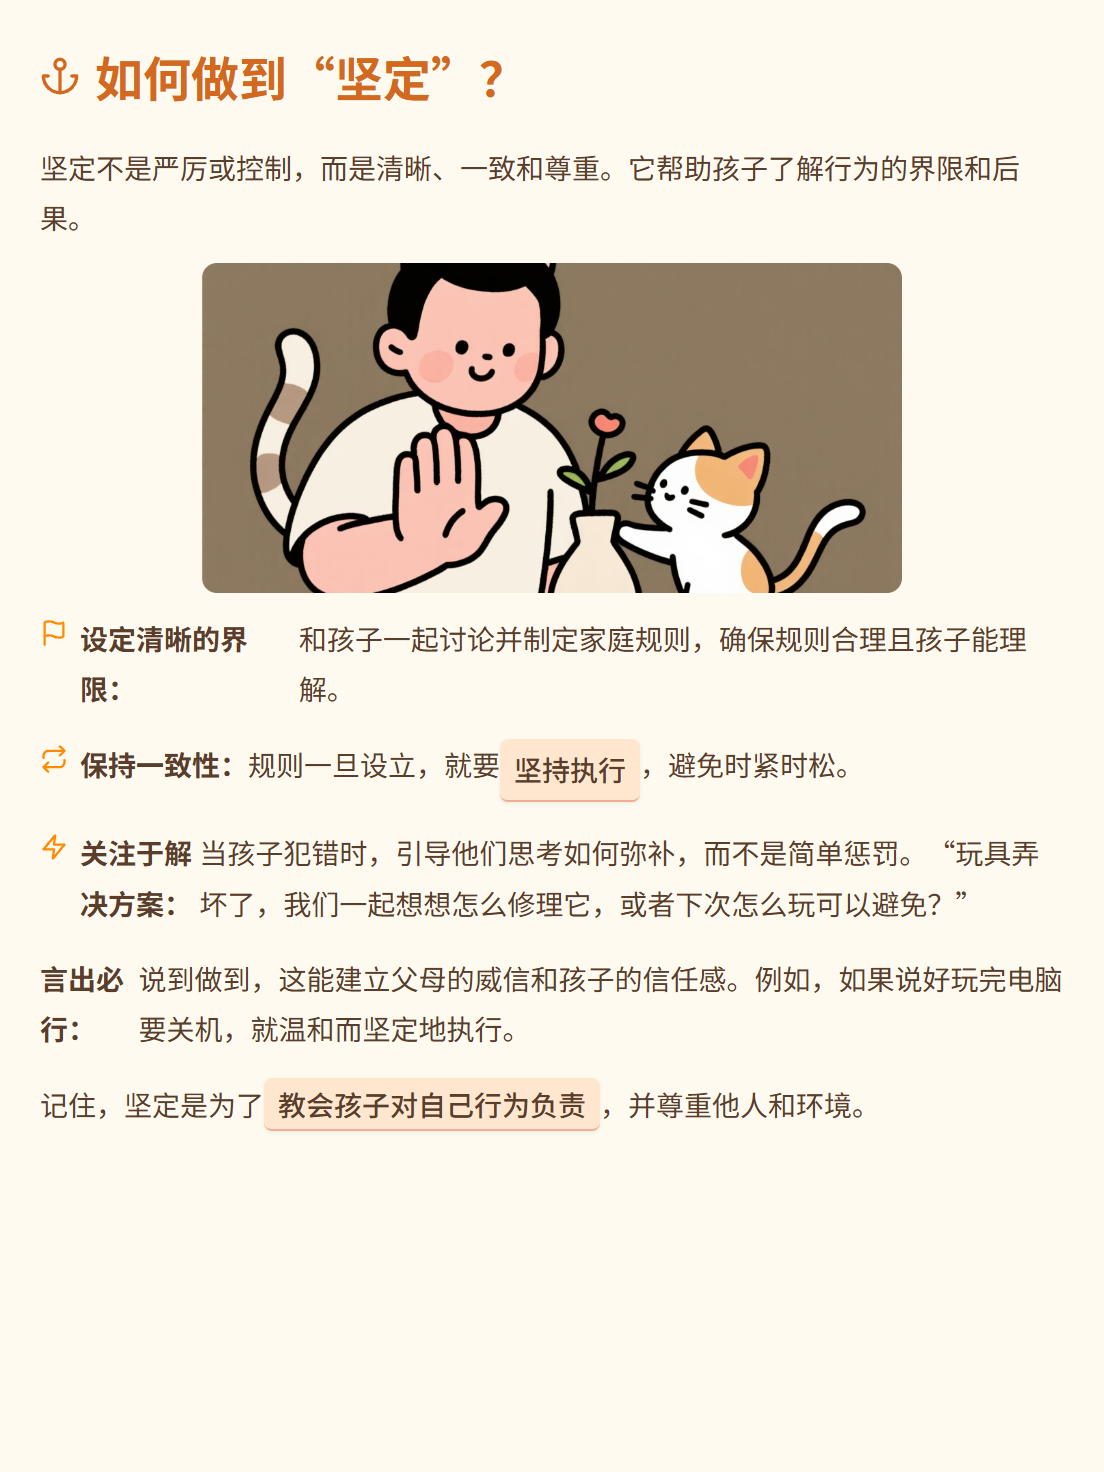 如何做到“坚定”？
坚定不是严厉或控制，而是清晰、一致和尊重。它帮助孩子了解行为的界限和后
果。
设定清晰的界限：
和孩子一起讨论并制定家庭规则，确保规则合理且孩子能理
解。
保持一致性：规则一旦设立，就要坚持执行，避免时紧时松。
关注于解决方案：
当孩子犯错时，引导他们思考如何弥补，而不是简单惩罚。“玩具弄
坏了，我们一起想想怎么修理它，或者下次怎么玩可以避免？”
言出必行：
说到做到，这能建立父母的威信和孩子的信任感。例如，如果说好玩完电脑
要关机，就温和而坚定地执行。
记住，坚定是为了教会孩子对自己行为负责，并尊重他人和环境。